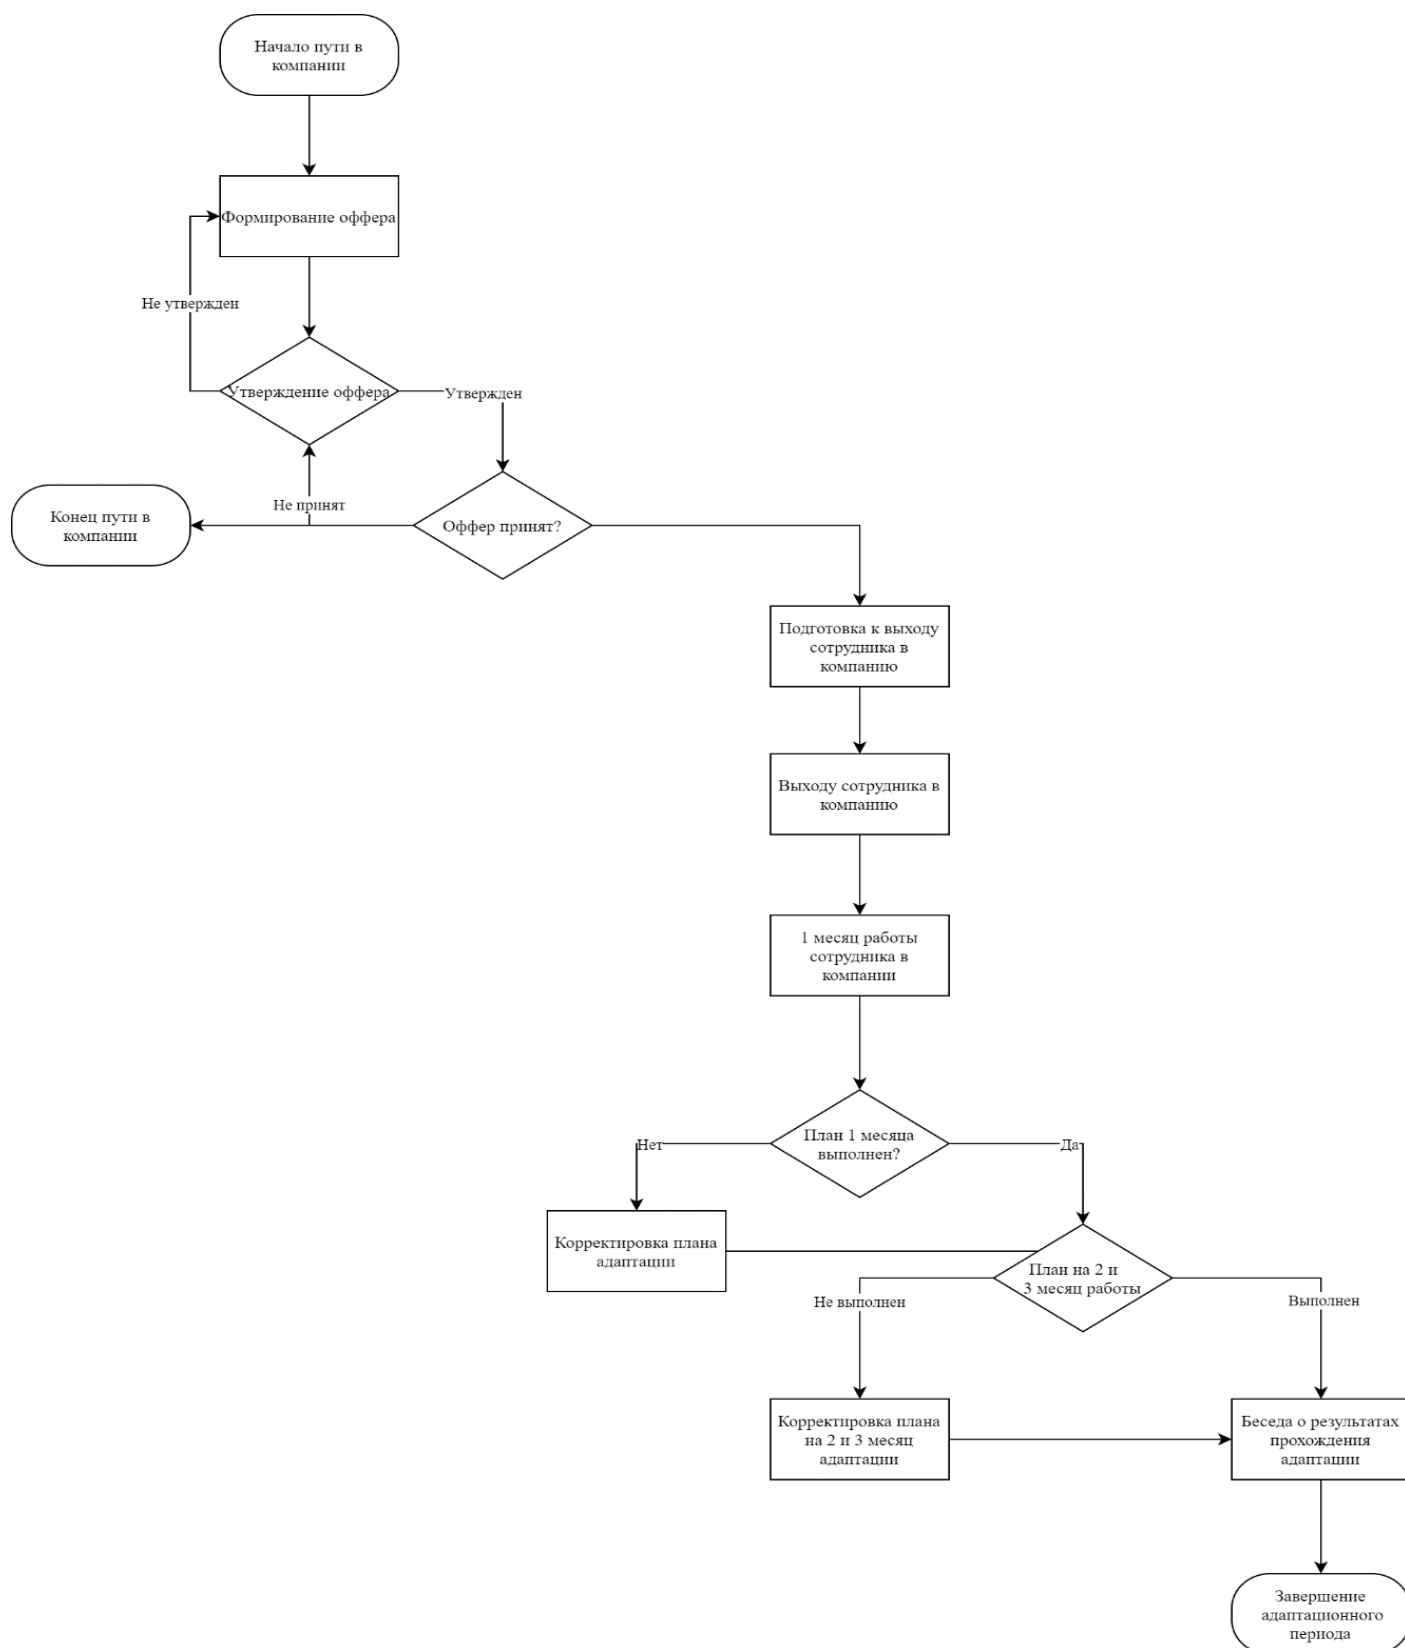 Начало пути в
компании
Формирование оффера
Не утвержден
Утверждение оффера
Утвержден
Не принят
Конец пути в
компании
Оффер принят?
Подготовка к выходу
сотрудника в
компанию
Выходу сотрудника в
компанию
1 месяц работы
сотрудника в
компании
План 1 месяца
выполнен?
Нет
Да
Корректировка плана
адаптации
План на 2 и
3 месяц работы
Не выполнен
Выполнен
Корректировка плана
на 2 и 3 месяц
адаптации
Беседа о результатах
прохождения
адаптации
Завершение
адаптационного
периода